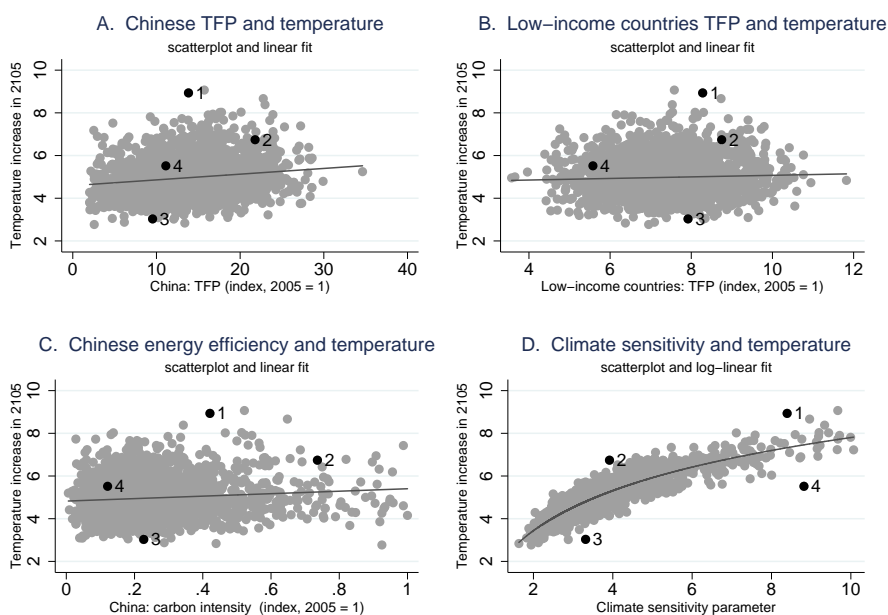 A. Chinese TFP and temperature
scatterplot and linear fit
Temperature increase in 2105
10
8
6
4
2
1
2
4
3
0 10 20 30 40
China: TFP (index, 2005 = 1)
B. Low−income countries TFP and temperature
scatterplot and linear fit
Temperature increase in 2105
10
8
6
4
2
1
2
4
3
4 6 8 10 12
Low−income countries: TFP (index, 2005 = 1)
C. Chinese energy efficiency and temperature
scatterplot and linear fit
Temperature increase in 2105
10
8
6
4
2
1
2
4
3
0 .2 .4 .6 .8 1
China: carbon intensity (index, 2005 = 1)
D. Climate sensitivity and temperature
scatterplot and log−linear fit
Temperature increase in 2105
10
8
6
4
2
1
2
4
3
2 4 6 8 10
Climate sensitivity parameter